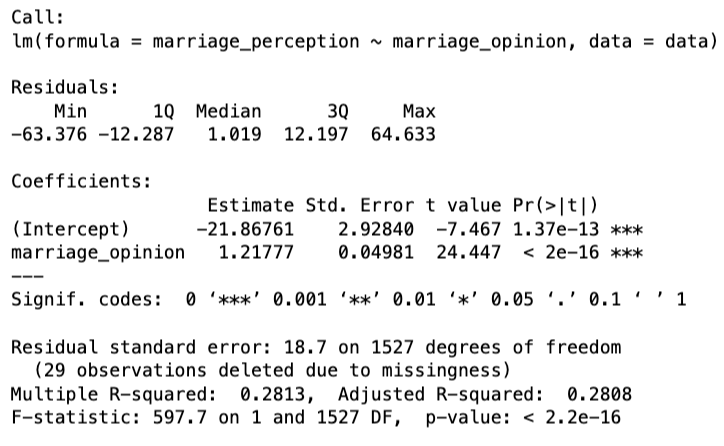 Call:
lm(formula = marriage_perception ~ marriage_opinion, data = data)
Residuals:
Min 1Q Median 3Q Max
-63.376 -12.287 1.019 12.197 64.633
Coefficients:
Estimate Std. Error t value Pr(>|t|)
(Intercept) -21.86761 2.92840 -7.467 1.37e-13 ***
marriage_opinion 1.21777 0.04981 24.447 < 2e-16 ***
---
Signif. codes: 0 ‘***’ 0.001 ‘**’ 0.01 ‘*’ 0.05 ‘.’ 0.1 ‘ ’ 1
Residual standard error: 18.7 on 1527 degrees of freedom
(29 observations deleted due to missingness)
Multiple R-squared: 0.2813, Adjusted R-squared: 0.2808
F-statistic: 597.7 on 1 and 1527 DF, p-value: < 2.2e-16